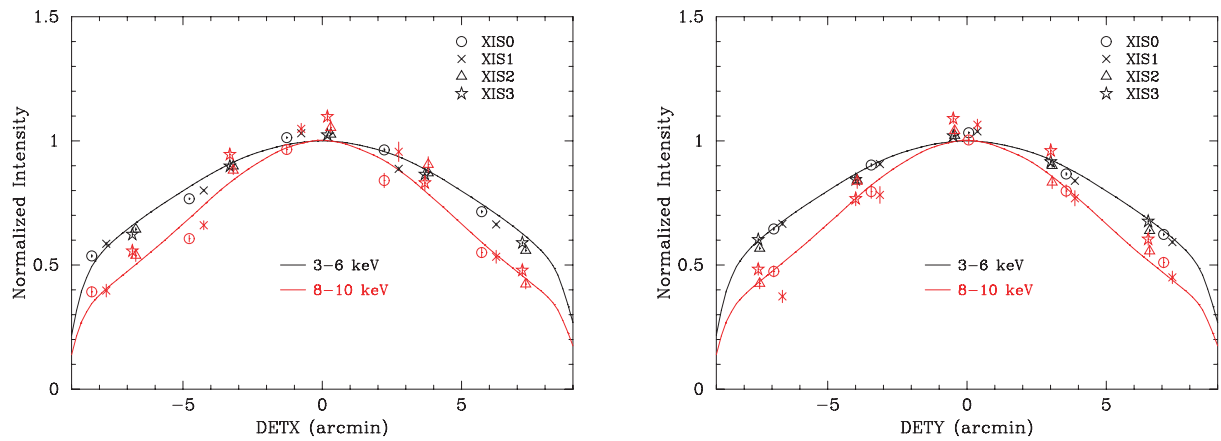 1.5
1
0.5
0
Normalized Intensity
XIS0
XIS1
XIS2
XIS3
3−6 keV
8−10 keV
−5
0
5
DETX (arcmin)
1.5
1
0.5
0
Normalized Intensity
XIS0
XIS1
XIS2
XIS3
3−6 keV
8−10 keV
−5
0
5
DETY (arcmin)